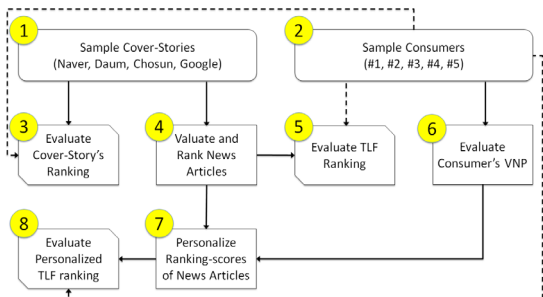 1
Sample Cover-Stories
(Naver, Daum, Chosun, Google)
2
Sample Consumers
(#1, #2, #3, #4, #5)
3
Evaluate
Cover-Story's
Ranking
4
Valuate and
Rank News
Articles
5
Evaluate TLF
Ranking
6
Evaluate
Consumer's VNP
8
Evaluate
Personalized
TLF ranking
7
Personalize
Ranking-scores
of News Articles